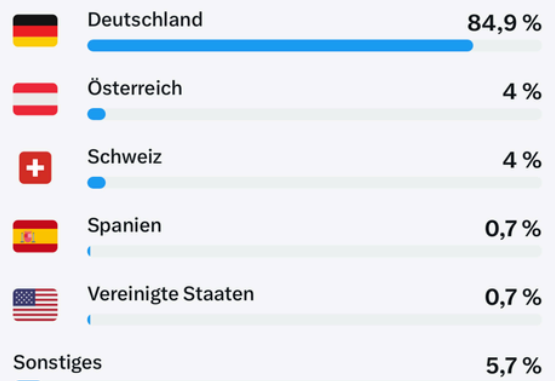 Deutschland 84,9 %
Österreich 4 %
Schweiz 4 %
Spanien 0,7 %
Vereinigte Staaten 0,7 %
Sonstiges 5,7 %